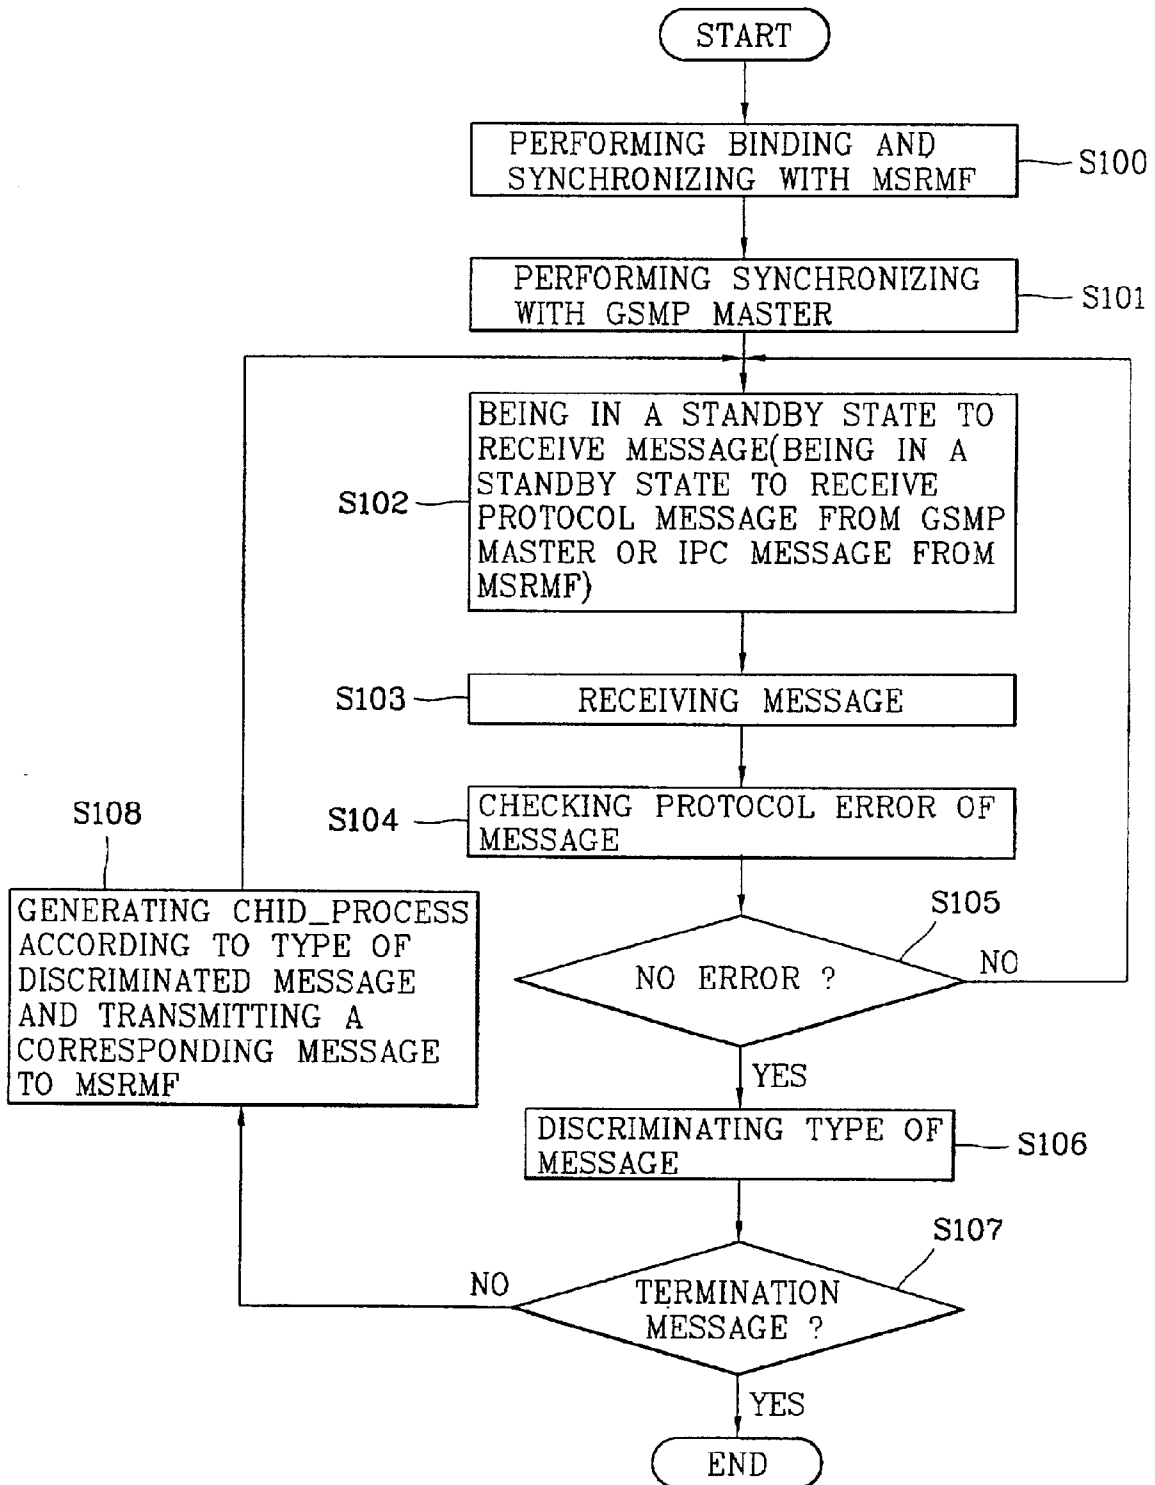 START
PERFORMING BINDING AND
SYNCHRONIZING WITH MSRMF
S100
PERFORMING SYNCHRONIZING
WITH GSMP MASTER
S101
BEING IN A STANDBY STATE TO
RECEIVE MESSAGE(BEING IN A
STANDBY STATE TO RECEIVE
PROTOCOL MESSAGE FROM GSMP
MASTER OR IPC MESSAGE FROM
MSRMF)
S102
RECEIVING MESSAGE
S103
CHECKING PROTOCOL ERROR OF
MESSAGE
S104
S108
GENERATING CHID_PROCESS
ACCORDING TO TYPE OF
DISCRIMINATED MESSAGE
AND TRANSMITTING A
CORRESPONDING MESSAGE
TO MSRMF
S105
NO ERROR ?
NO
YES
DISCRIMINATING TYPE OF
MESSAGE
S106
S107
NO
TERMINATION
MESSAGE ?
YES
END